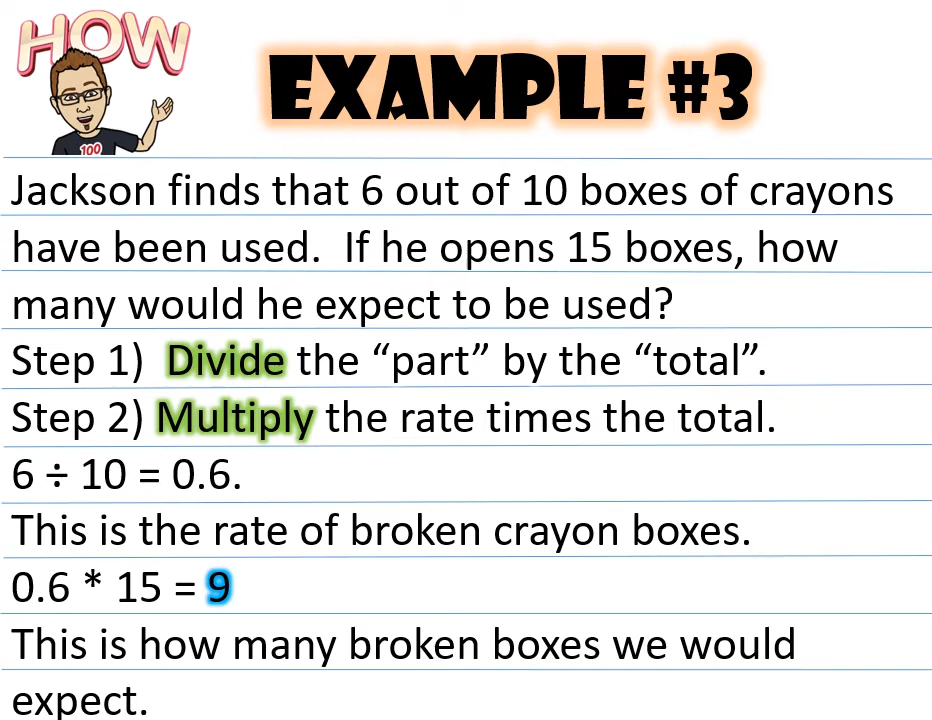 HOW
EXAMPLE #3
100
Jackson finds that 6 out of 10 boxes of crayons
have been used.  If he opens 15 boxes, how
many would he expect to be used?
Step 1)  Divide the “part” by the “total”.
Step 2) Multiply the rate times the total.
6 ÷ 10 = 0.6.
This is the rate of broken crayon boxes.
0.6 * 15 = 9
This is how many broken boxes we would
expect.